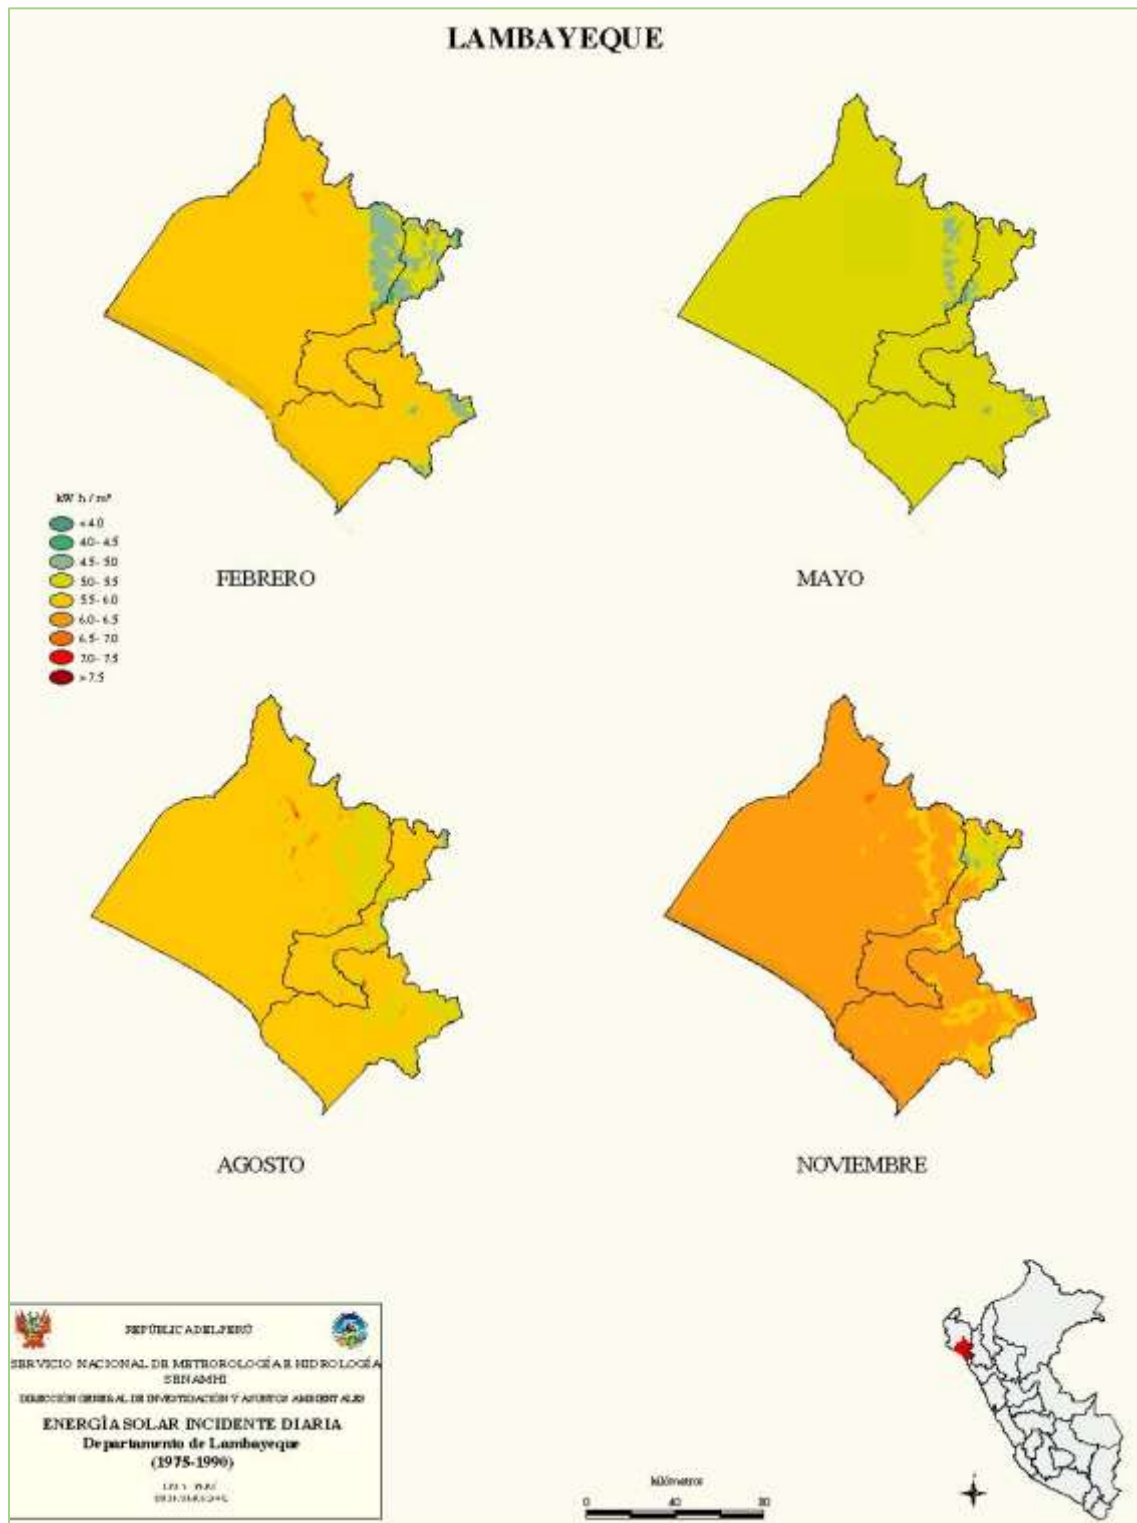 LAMBAYEQUE
kW h / m²
< 4.0
4.0- 4.5
4.5- 5.0
5.0- 5.5
5.5- 6.0
6.0- 6.5
6.5- 7.0
7.0- 7.5
> 7.5
FEBRERO
MAYO
AGOSTO
NOVIEMBRE
REPÚBLICA DEL PERÚ
SERVICIO NACIONAL DE METEOROLOGÍA E HIDROLOGÍA
SENAMHI
DIRECCIÓN GENERAL DE INVESTIGACIÓN Y ASUNTOS AMBIENTALES
ENERGÍA SOLAR INCIDENTE DIARIA
Departamento de Lambayeque
(1975-1990)
kilómetros
0 40 80